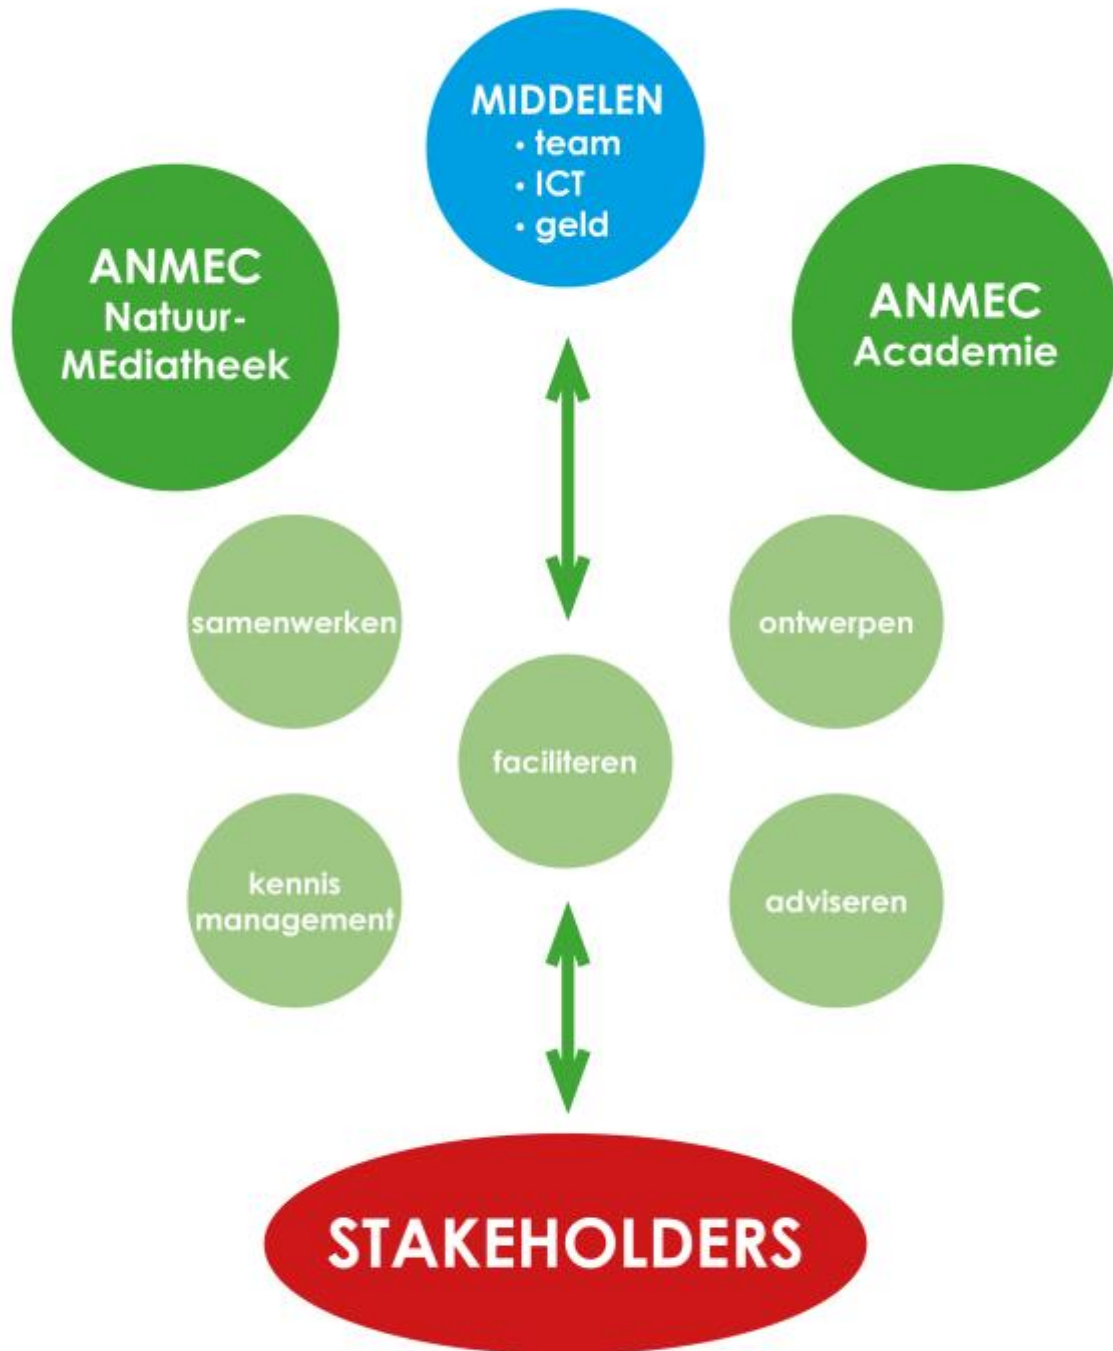 MIDDELEN
• team
• ICT
• geld
ANMEC
Natuur-
MEdiatheek
ANMEC
Academie
samenwerken
ontwerpen
faciliteren
kennis
management
adviseren
STAKEHOLDERS